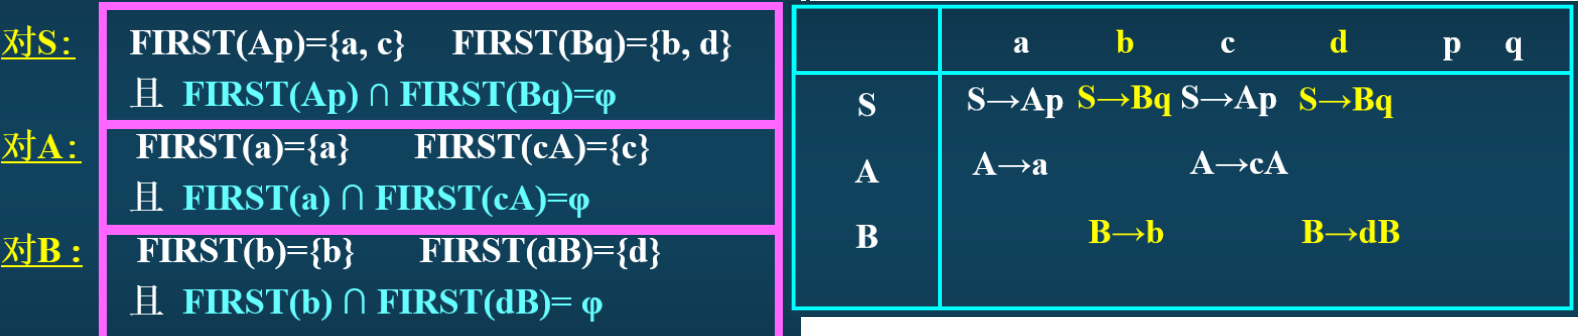 对S:
FIRST(Ap)={a, c} FIRST(Bq)={b, d}
且 FIRST(Ap) ∩ FIRST(Bq)=φ
对A:
FIRST(a)={a} FIRST(cA)={c}
且 FIRST(a) ∩ FIRST(cA)=φ
对B :
FIRST(b)={b} FIRST(dB)={d}
且 FIRST(b) ∩ FIRST(dB)= φ
a b c d p q
S S→Ap S→Bq S→Ap S→Bq
A A→a A→cA
B B→b B→dB